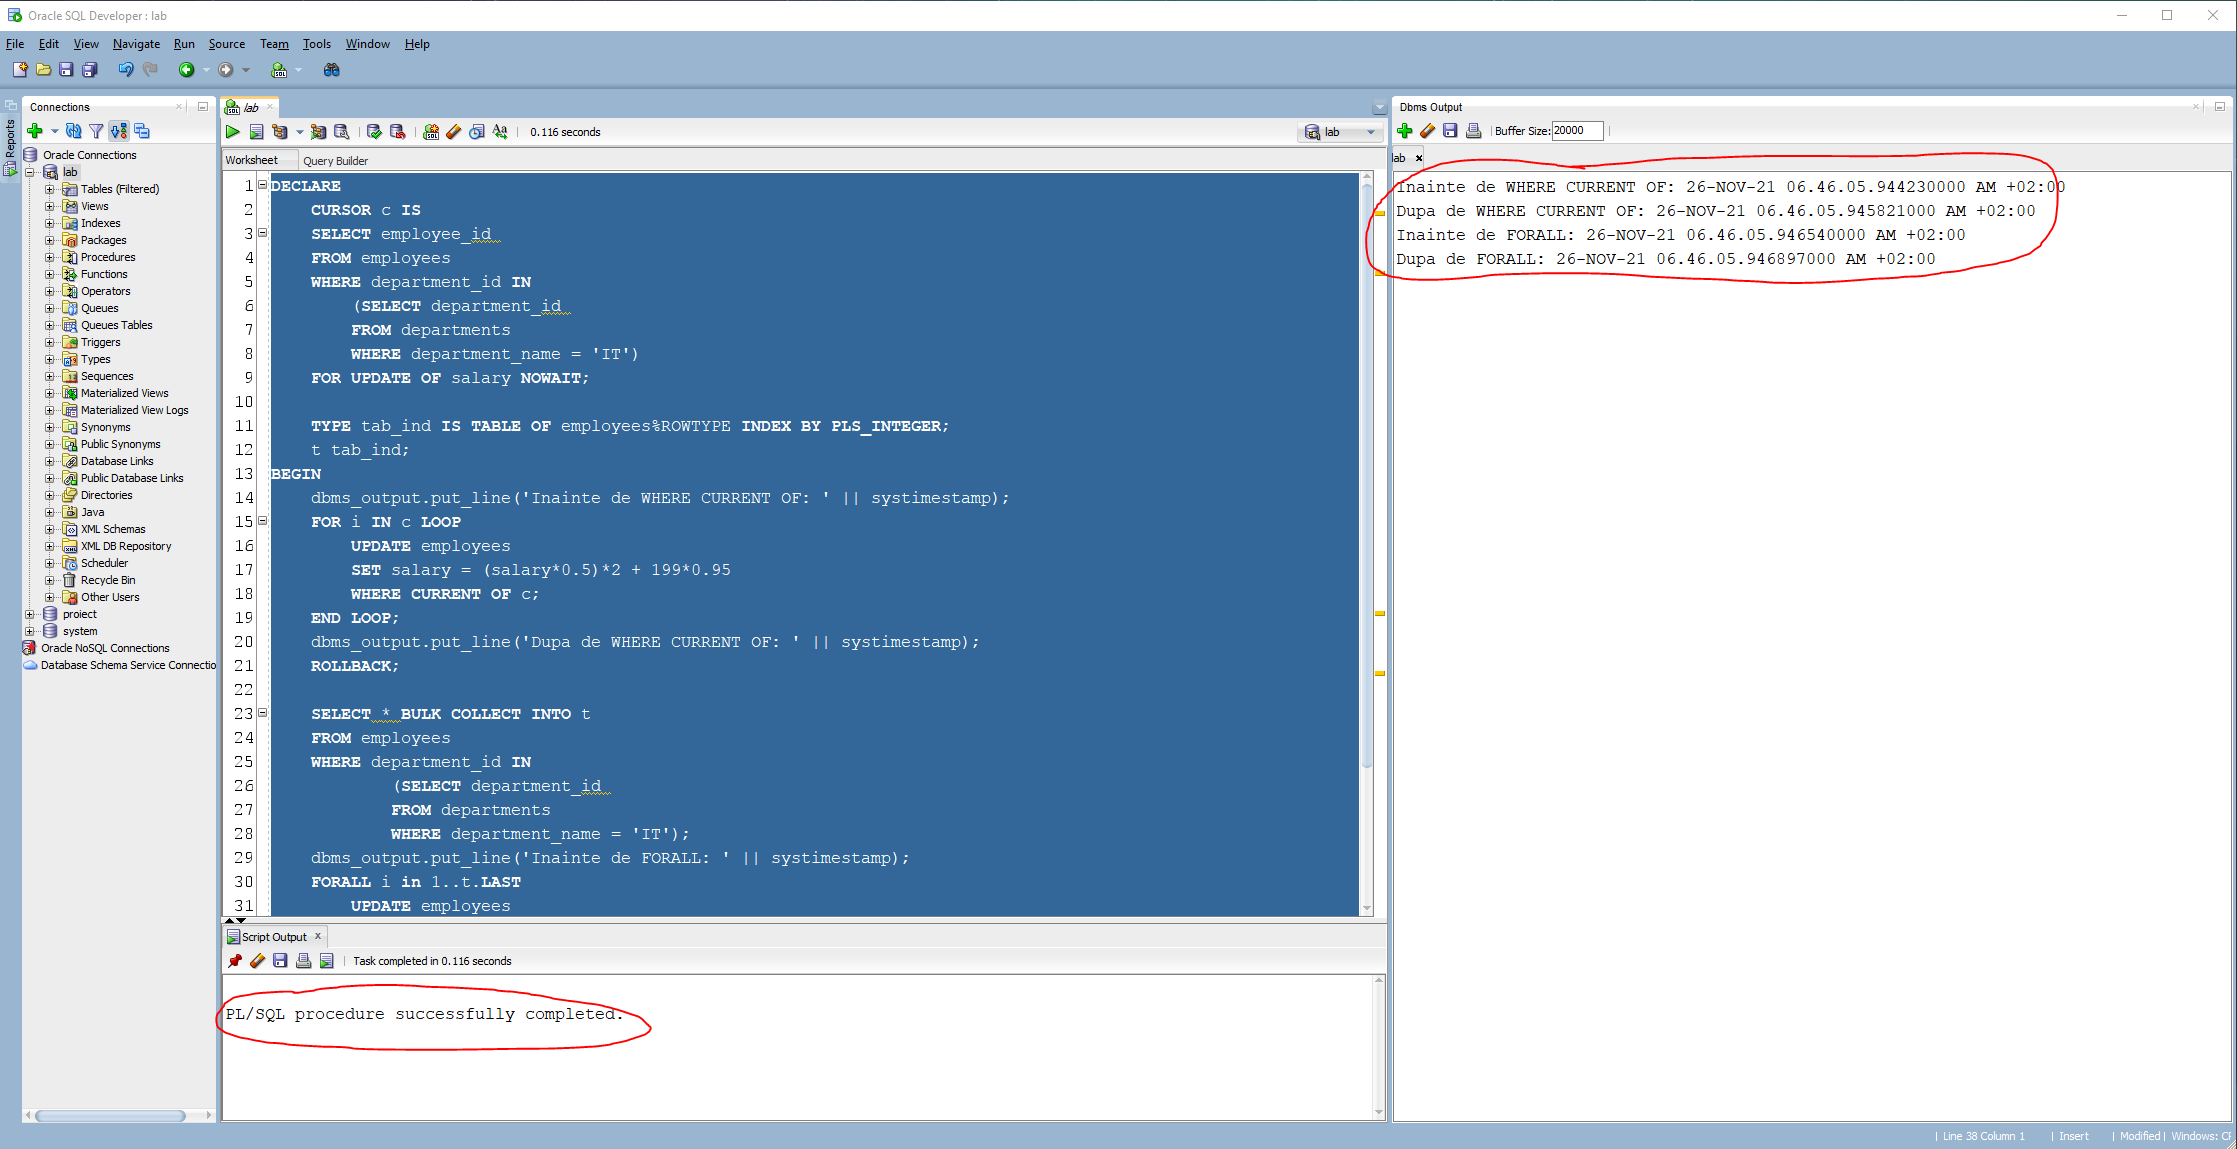 Oracle SQL Developer : lab
File Edit View Navigate Run Source Team Tools Window Help
Reports
Connections
Oracle Connections
lab
Tables (Filtered)
Views
Indexes
Packages
Procedures
Functions
Operators
Queues
Queues Tables
Triggers
Types
Sequences
Materialized Views
Materialized View Logs
Synonyms
Public Synonyms
Database Links
Public Database Links
Directories
Java
XML Schemas
XML DB Repository
Scheduler
Recycle Bin
Other Users
proiect
system
Oracle NoSQL Connections
Database Schema Service Connectio
lab
0.116 seconds
lab
Worksheet Query Builder
1 DECLARE
2 CURSOR c IS
3 SELECT employee_id
4 FROM employees
5 WHERE department_id IN
6 (SELECT department_id
7 FROM departments
8 WHERE department_name = 'IT')
9 FOR UPDATE OF salary NOWAIT;
10
11 TYPE tab_ind IS TABLE OF employees%ROWTYPE INDEX BY PLS_INTEGER;
12 t tab_ind;
13 BEGIN
14 dbms_output.put_line('Inainte de WHERE CURRENT OF: ' || systimestamp);
15 FOR i IN c LOOP
16 UPDATE employees
17 SET salary = (salary*0.5)*2 + 199*0.95
18 WHERE CURRENT OF c;
19 END LOOP;
20 dbms_output.put_line('Dupa de WHERE CURRENT OF: ' || systimestamp);
21 ROLLBACK;
22
23 SELECT * BULK COLLECT INTO t
24 FROM employees
25 WHERE department_id IN
26 (SELECT department_id
27 FROM departments
28 WHERE department_name = 'IT');
29 dbms_output.put_line('Inainte de FORALL: ' || systimestamp);
30 FORALL i in 1..t.LAST
31 UPDATE employees
Script Output
Task completed in 0.116 seconds
PL/SQL procedure successfully completed.
Dbms Output
Buffer Size: 20000
lab
Inainte de WHERE CURRENT OF: 26-NOV-21 06.46.05.944230000 AM +02:00
Dupa de WHERE CURRENT OF: 26-NOV-21 06.46.05.945821000 AM +02:00
Inainte de FORALL: 26-NOV-21 06.46.05.946540000 AM +02:00
Dupa de FORALL: 26-NOV-21 06.46.05.946897000 AM +02:00
Line 38 Column 1 Insert Modified Windows: